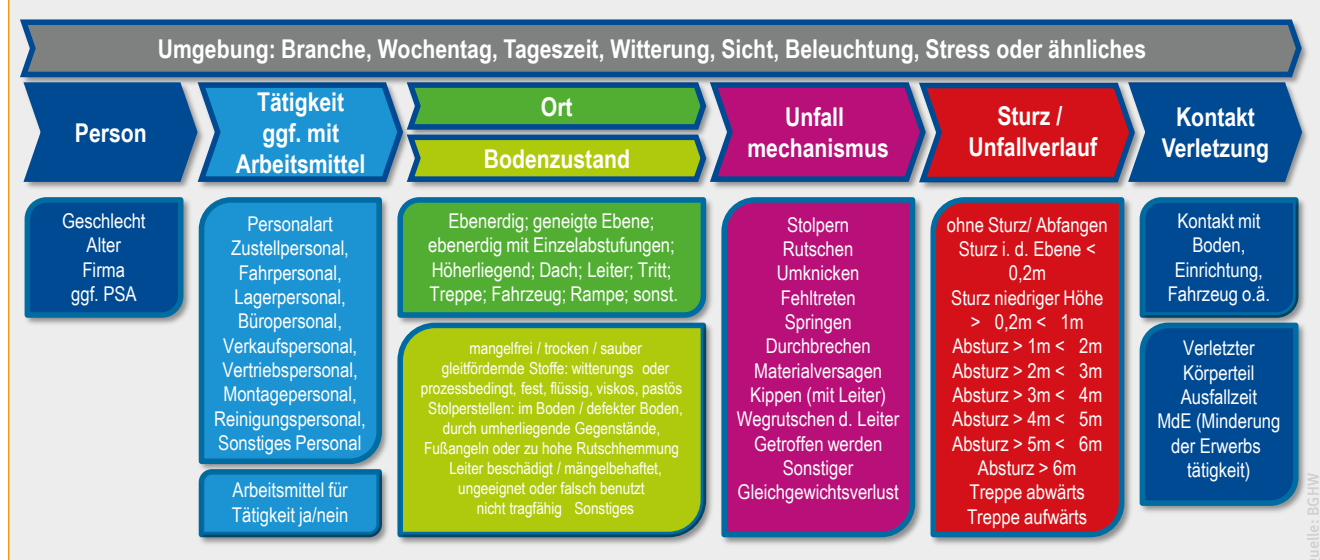 Umgebung: Branche, Wochentag, Tageszeit, Witterung, Sicht, Beleuchtung, Stress oder ähnliches
Person
Tätigkeit
ggf. mit
Arbeitsmittel
Ort
Bodenzustand
Unfall
mechanismus
Sturz /
Unfallverlauf
Kontakt
Verletzung
Geschlecht
Alter
Firma
ggf. PSA
Personalart
Zustellpersonal,
Fahrpersonal,
Lagerpersonal,
Büropersonal,
Verkaufspersonal,
Vertriebspersonal,
Montagepersonal,
Reinigungspersonal,
Sonstiges Personal
Arbeitsmittel für
Tätigkeit ja/nein
Ebenerdig; geneigte Ebene;
ebenerdig mit Einzelabstufungen;
Höherliegend; Dach; Leiter; Tritt;
Treppe; Fahrzeug; Rampe; sonst.
mangelfrei / trocken / sauber
gleitfördernde Stoffe: witterungs oder
prozessbedingt, fest, flüssig, viskos, pastös
Stolperstellen: im Boden / defekter Boden,
durch umherliegende Gegenstände,
Fußangeln oder zu hohe Rutschhemmung
Leiter beschädigt / mängelbehaftet,
ungeeignet oder falsch benutzt
nicht tragfähig Sonstiges
Stolpern
Rutschen
Umknicken
Fehltreten
Springen
Durchbrechen
Materialversagen
Kippen (mit Leiter)
Wegrutschen d. Leiter
Getroffen werden
Sonstiger
Gleichgewichtsverlust
ohne Sturz/ Abfangen
Sturz i. d. Ebene <
0,2m
Sturz niedriger Höhe
> 0,2m < 1m
Absturz > 1m < 2m
Absturz > 2m < 3m
Absturz > 3m < 4m
Absturz > 4m < 5m
Absturz > 5m < 6m
Absturz > 6m
Treppe abwärts
Treppe aufwärts
Kontakt mit
Boden,
Einrichtung,
Fahrzeug o.ä.
Verletzter
Körperteil
Ausfallzeit
MdE (Minderung
der Erwerbs
tätigkeit)
uelle: BGHW